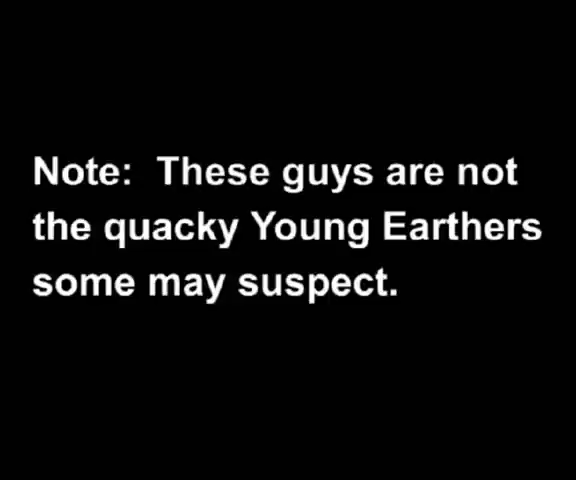 Note:  These guys are not
the quacky Young Earthers
some may suspect.